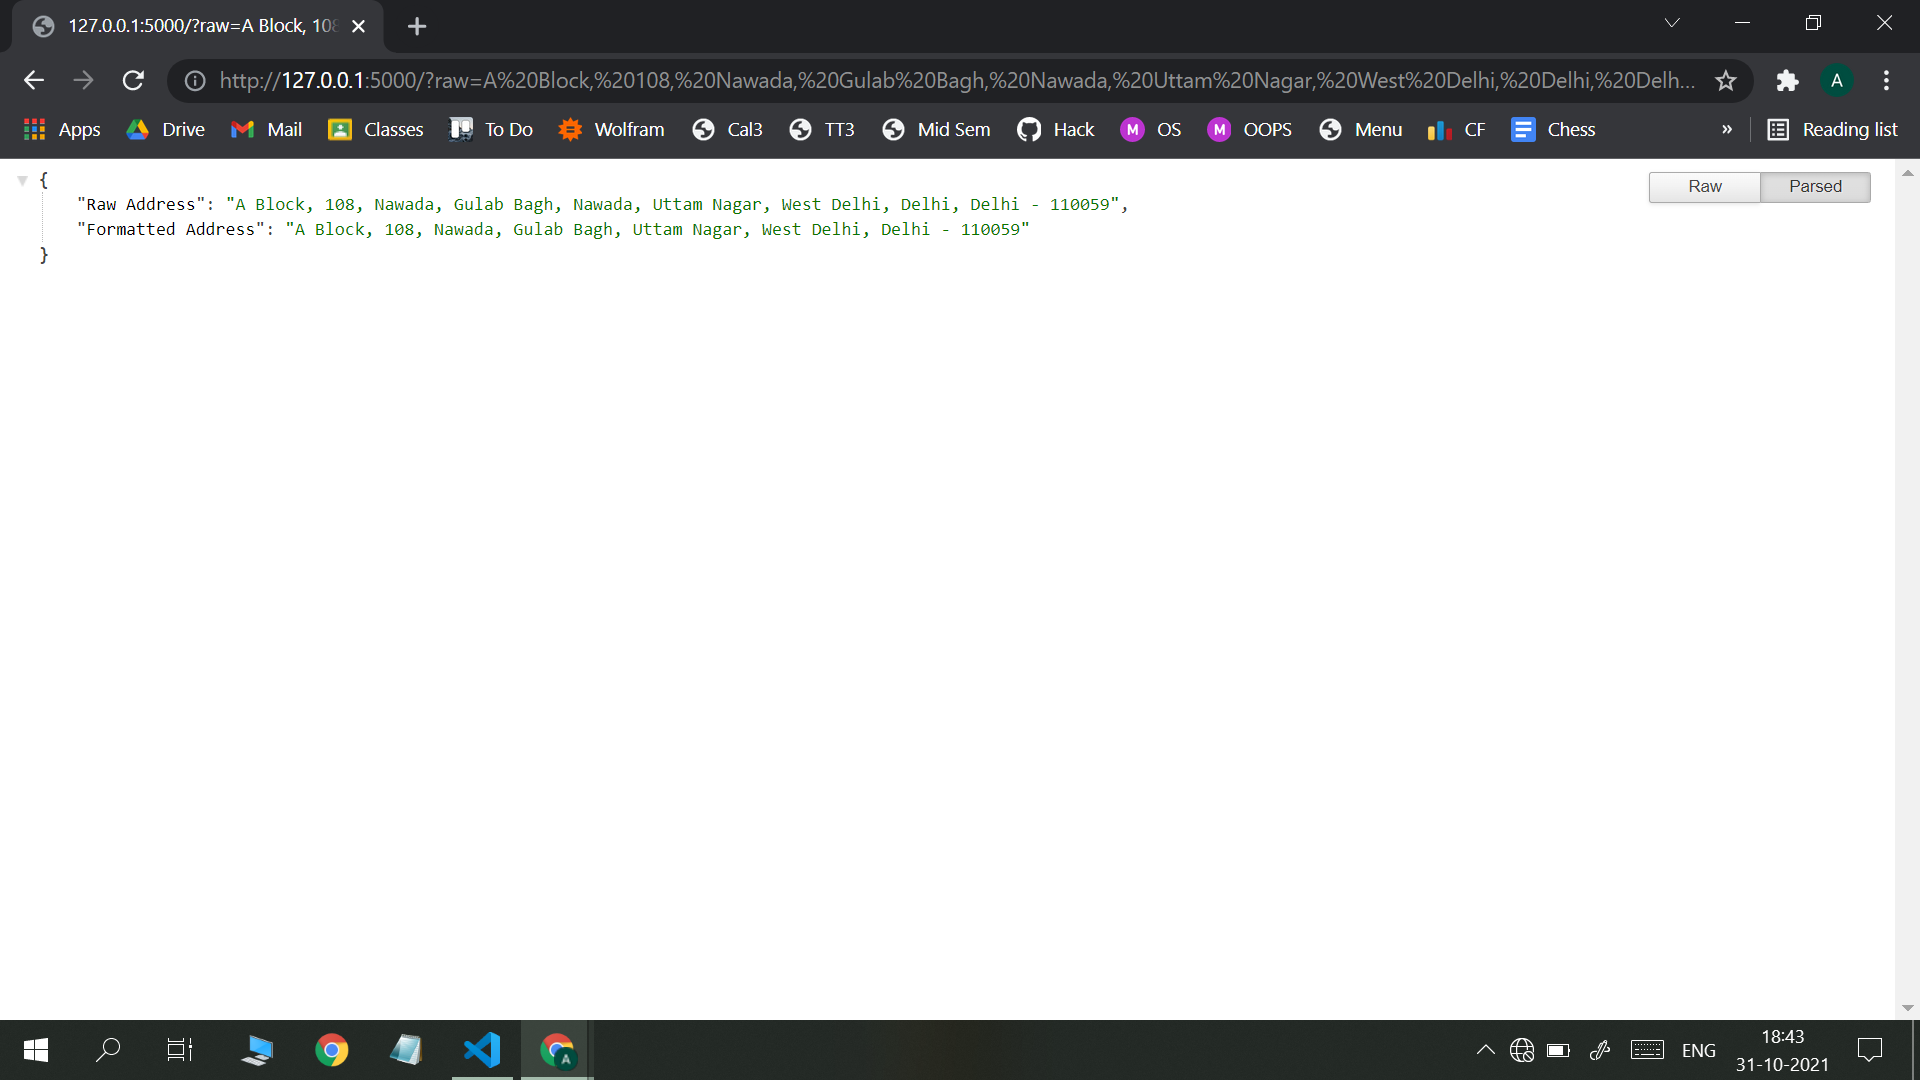 127.0.0.1:5000/?raw=A Block, 108
http://127.0.0.1:5000/?raw=A%20Block,%20108,%20Nawada,%20Gulab%20Bagh,%20Nawada,%20Uttam%20Nagar,%20West%20Delhi,%20Delhi,%20Delh... A
Apps Drive Mail Classes To Do Wolfram Cal3 TT3 Mid Sem Hack M OS M OOPS Menu CF Chess » Reading list
{
Raw Parsed
"Raw Address": "A Block, 108, Nawada, Gulab Bagh, Nawada, Uttam Nagar, West Delhi, Delhi, Delhi - 110059",
"Formatted Address": "A Block, 108, Nawada, Gulab Bagh, Uttam Nagar, West Delhi, Delhi - 110059"
}
A ENG 18:43
31-10-2021